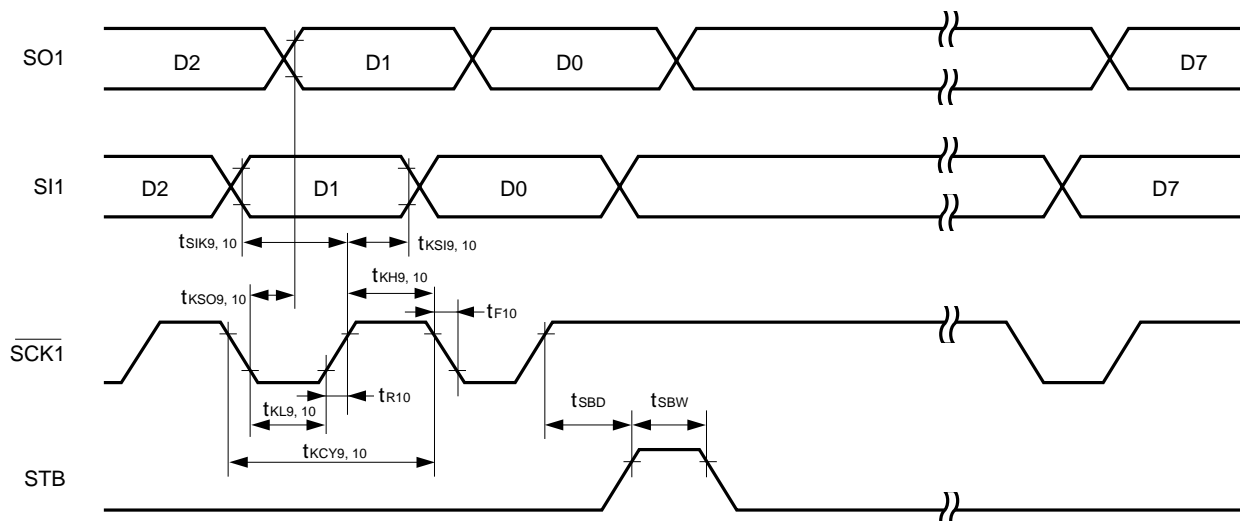 SO1
D2
D1
D0
D7
SI1
D2
D1
D0
D7
tSIK9, 10
tKSI9, 10
tKSO9, 10
tKH9, 10
tF10
SCK1
tKL9, 10
tR10
tSBD
tSBW
tKCY9, 10
STB